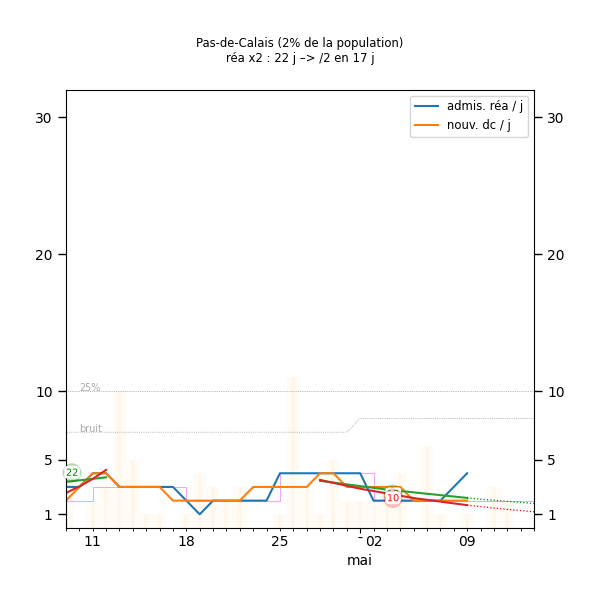 Pas-de-Calais (2% de la population)
réa x2 : 22 j –> /2 en 17 j
admis. réa / j
nouv. dc / j
30 30
20 20
25%
10 10
bruit
22
5 5
10
1 1
11 18 25 02 09
mai